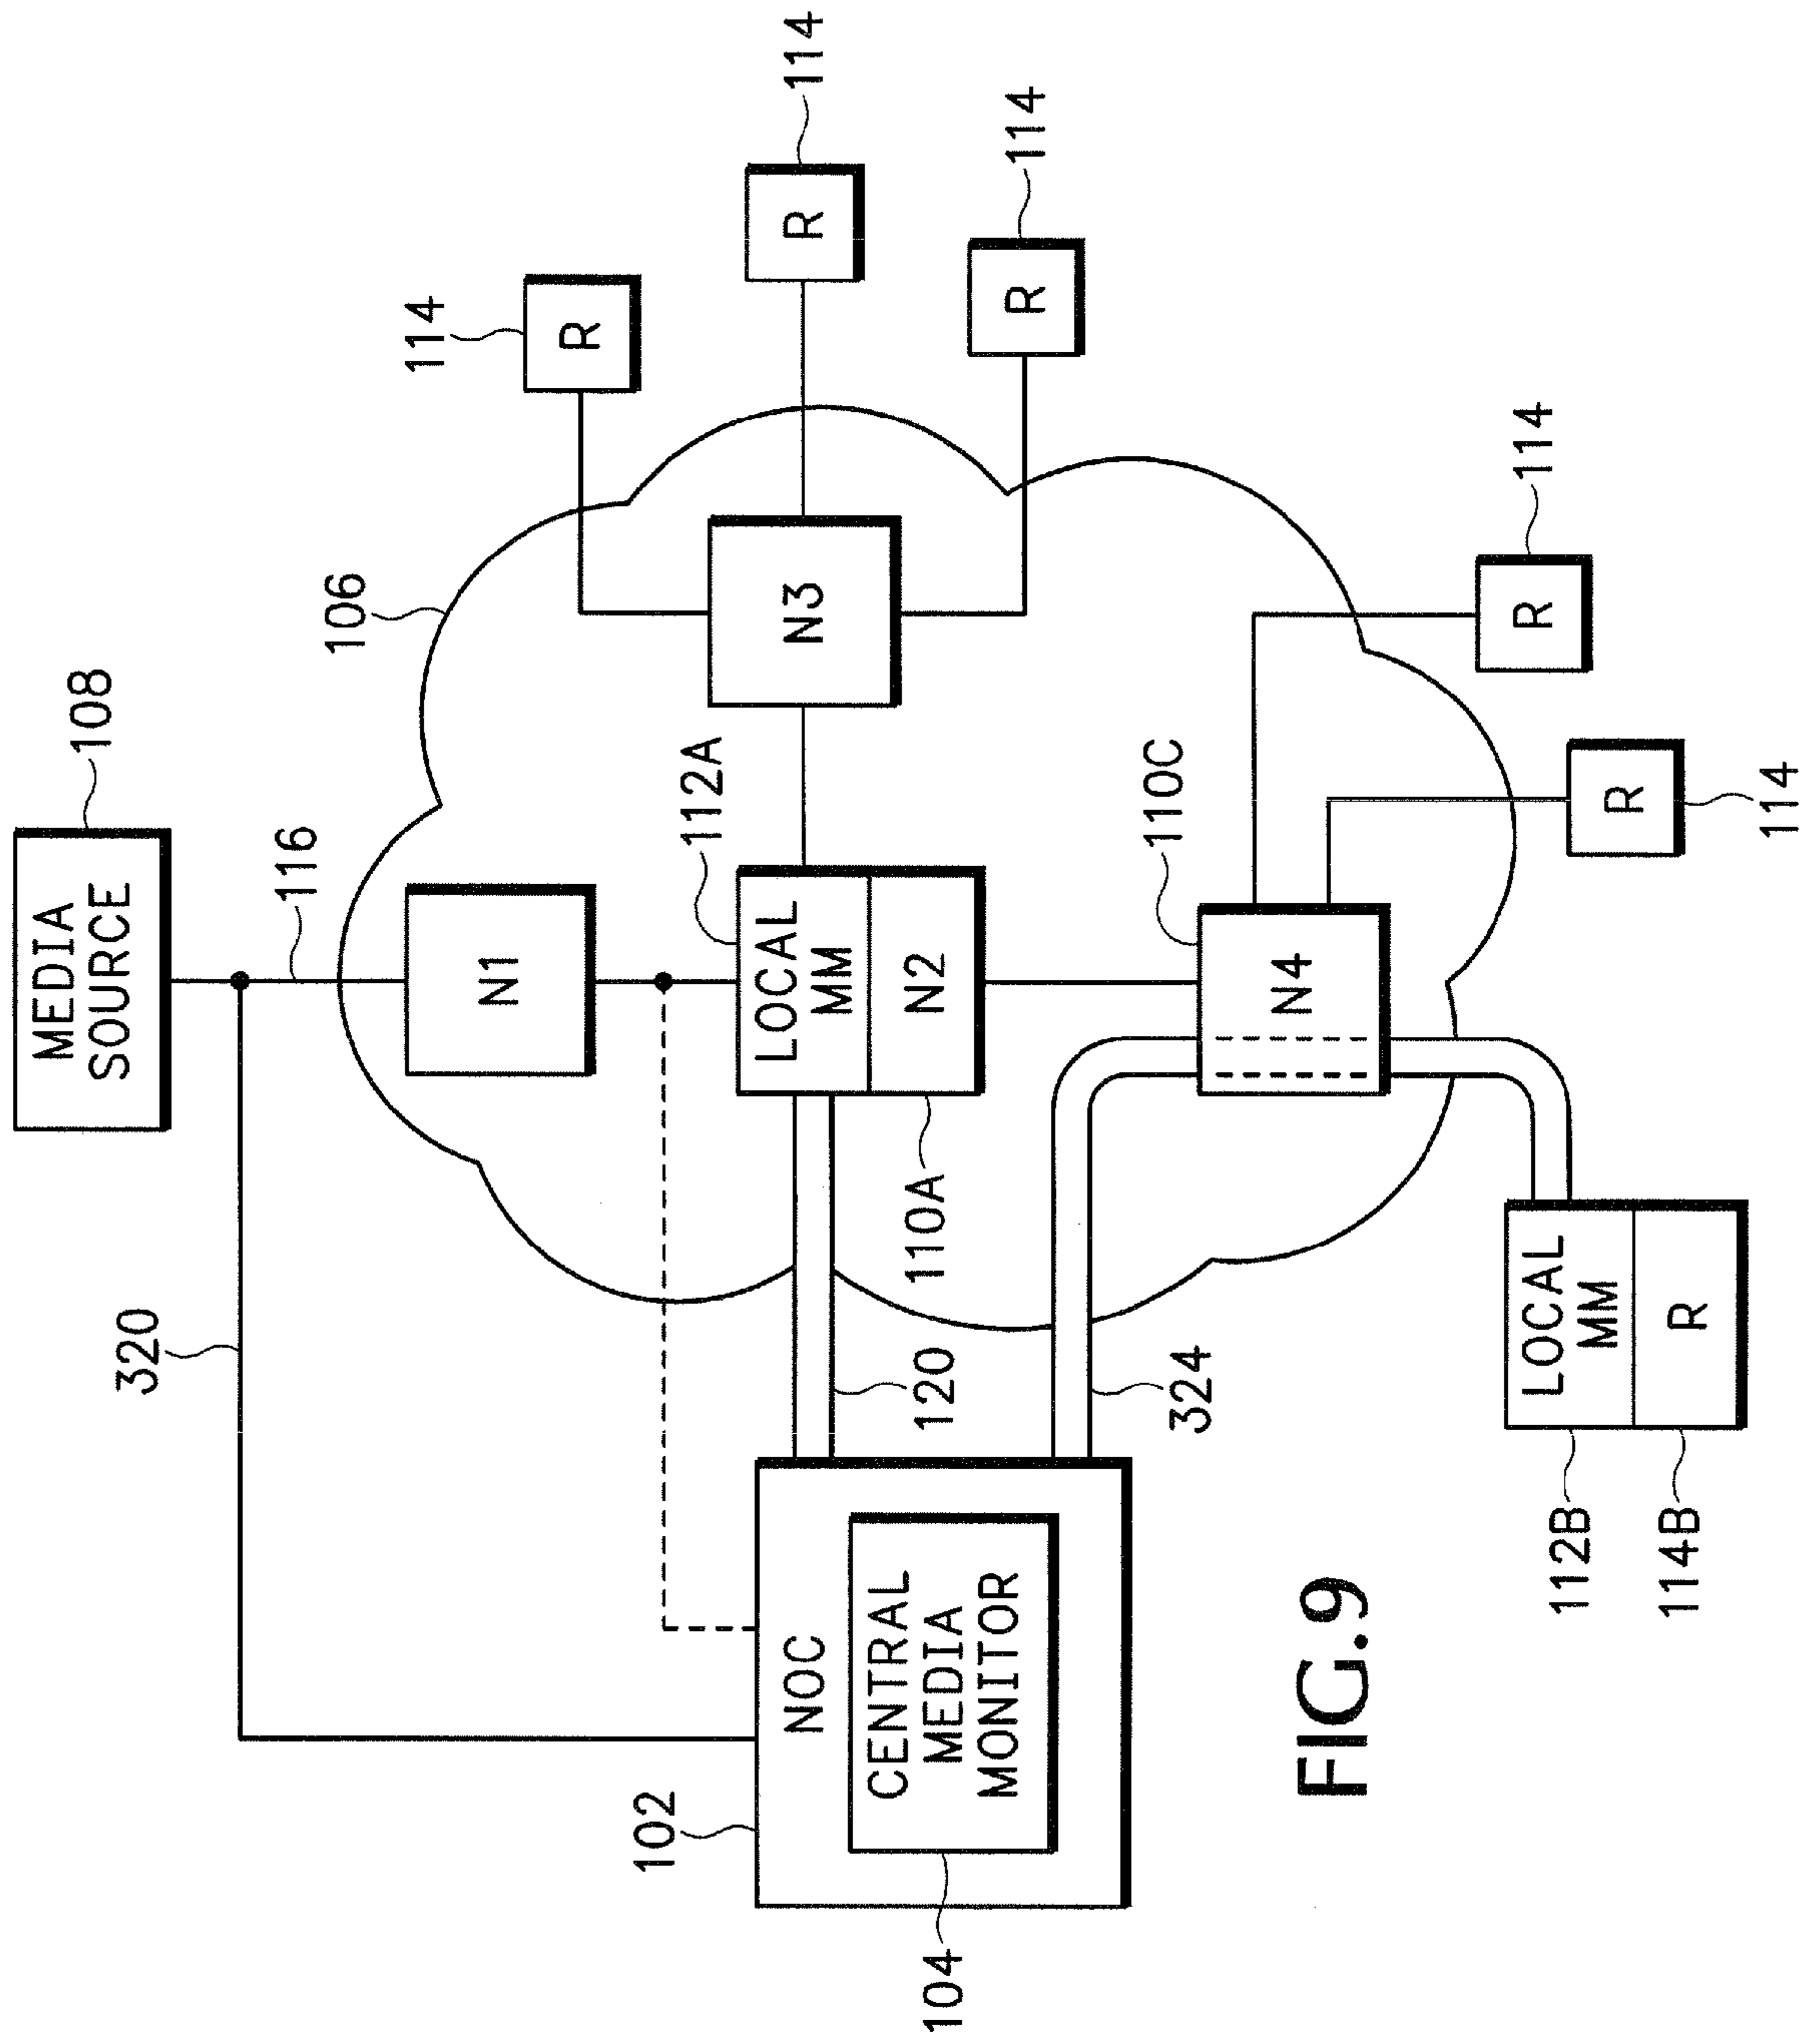 MEDIA
SOURCE
108
320
116
106
114
N1
R
102
112A
NOC
LOCAL
MM
N3
R
114
CENTRAL
MEDIA
MONITOR
104
120
110A
N2
R
114
324
110C
N4
FIG.9
114
R
LOCAL
MM
112B
R
114B
R
114